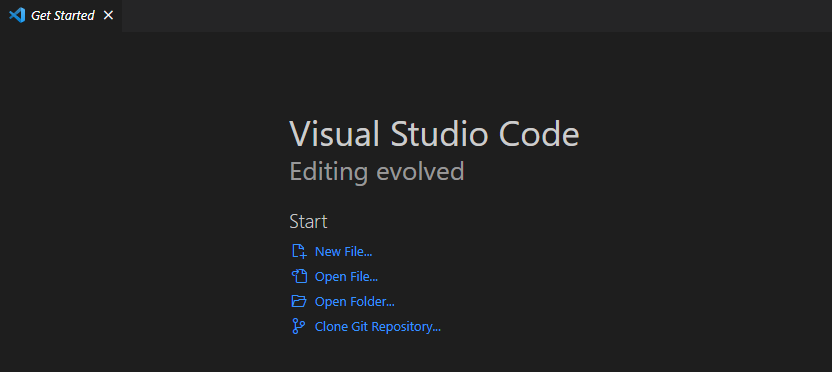 Get Started
Visual Studio Code
Editing evolved
Start
New File...
Open File...
Open Folder...
Clone Git Repository...